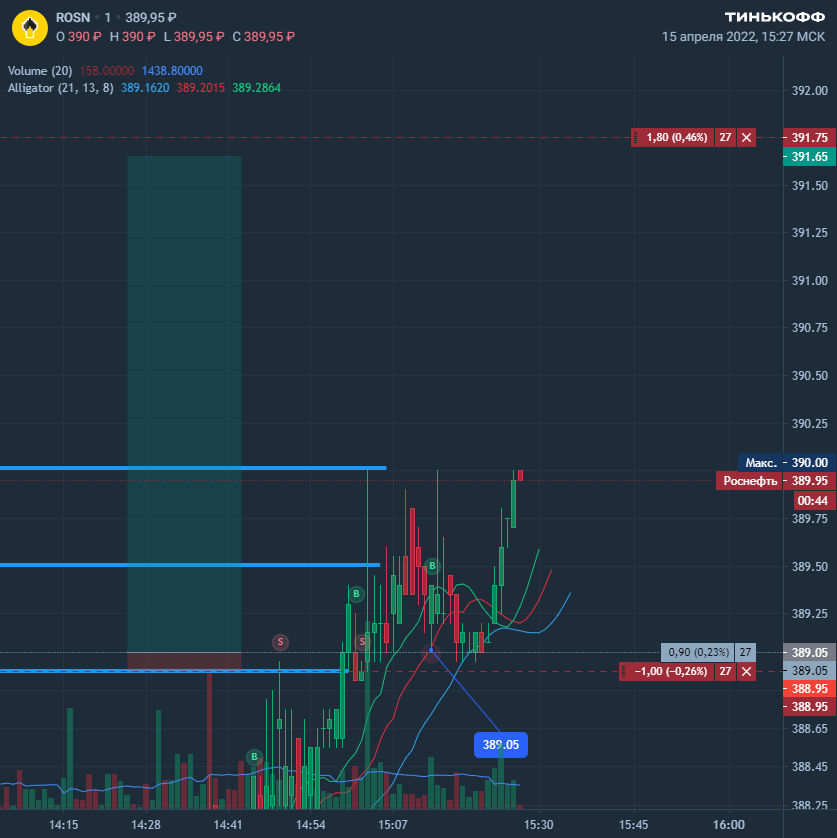 ROSN • 1 • 389,95 ₽
ТИНЬКОФФ
O 390 ₽ H 390 ₽ L 389,95 ₽ C 389,95 ₽
15 апреля 2022, 15:27 МСК
Volume (20) 158.00000 1438.80000
Alligator (21, 13, 8) 389.1620 389.2015 389.2864
392.00
1,80 (0,46%) 27 391.75
391.65
391.50
391.25
391.00
390.75
390.50
390.25
Макс. 390.00
Роснефть 389.95
00:44
389.75
389.50
B
B
389.25
S
S
0,90 (0,23%) 27 389.05
−1,00 (−0,26%) 27 389.05
388.95
388.95
388.65
389.05
B
388.45
388.25
14:15 14:28 14:41 14:54 15:07 15:30 15:45 16:00